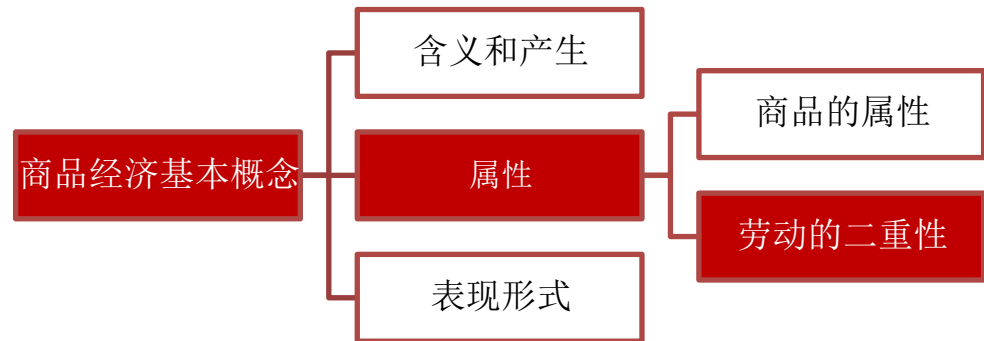 商品经济基本概念
含义和产生
属性
商品的属性
劳动的二重性
表现形式